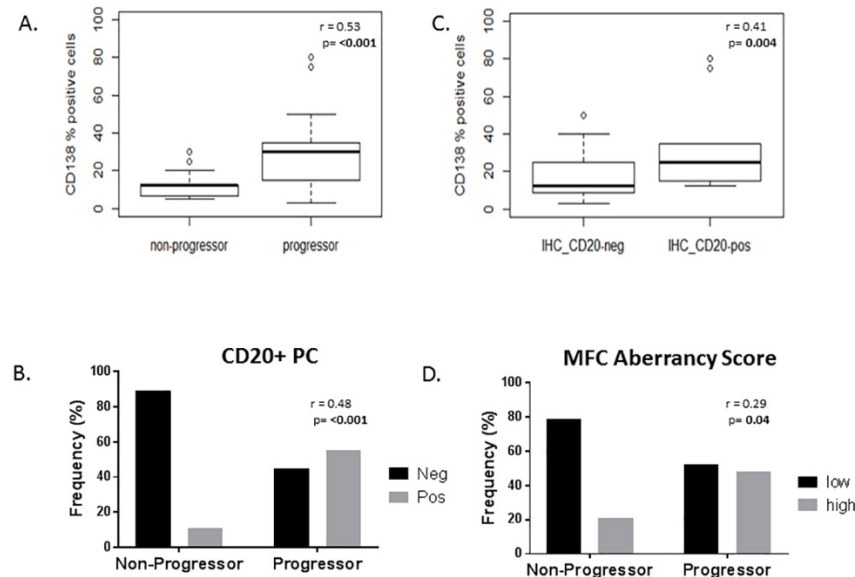 A.
CD138 % positive cells
100
80
60
40
20
0
r = 0.53
p= <0.001
non-progressor
progressor
C.
CD138 % positive cells
100
80
60
40
20
0
r = 0.41
p= 0.004
IHC_CD20-neg
IHC_CD20-pos
B.
CD20+ PC
Frequency (%)
100
80
60
40
20
0
r = 0.48
p= <0.001
Neg
Pos
Non-Progressor
Progressor
D.
MFC Aberrancy Score
Frequency (%)
100
80
60
40
20
0
r = 0.29
p= 0.04
low
high
Non-Progressor
Progressor